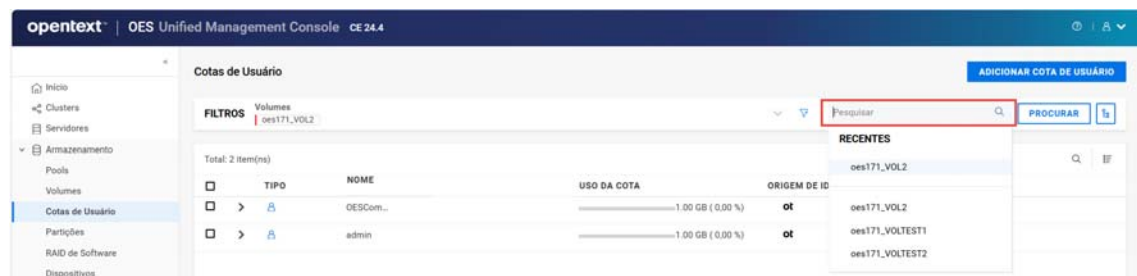 opentext™ | OES Unified Management Console CE 24.4
Início
Clusters
Servidores
Armazenamento
Pools
Volumes
Cotas de Usuário
Partições
RAID de Software
Dispositivos
Cotas de Usuário
ADICIONAR COTA DE USUÁRIO
FILTROS
Volumes
oes171_VOL2
Pesquisar
PROCURAR
RECENTES
oes171_VOL2
oes171_VOL2
oes171_VOLTEST1
oes171_VOLTEST2
Total: 2 item(ns)
TIPO NOME USO DA COTA ORIGEM DE ID
OESCom... 1.00 GB ( 0,00 %) ot
admin 1.00 GB ( 0,00 %) ot